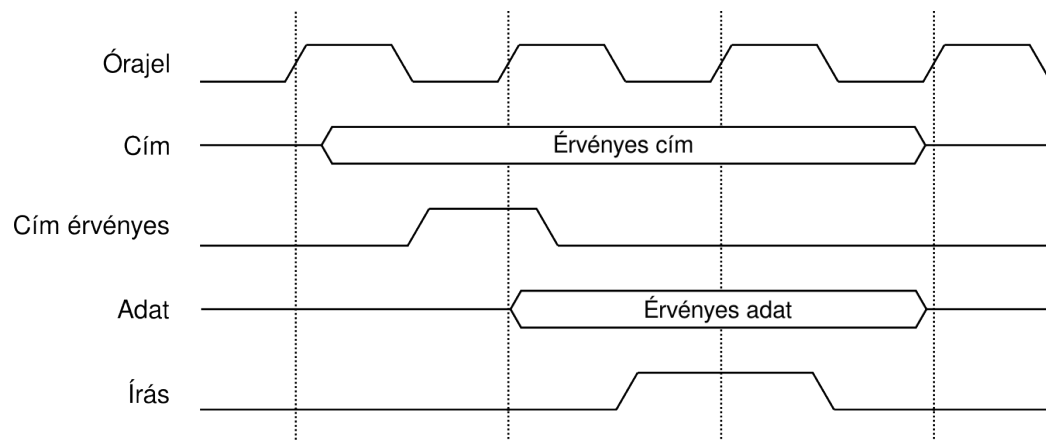 Órajel
Cím
Érvényes cím
Cím érvényes
Adat
Érvényes adat
Írás